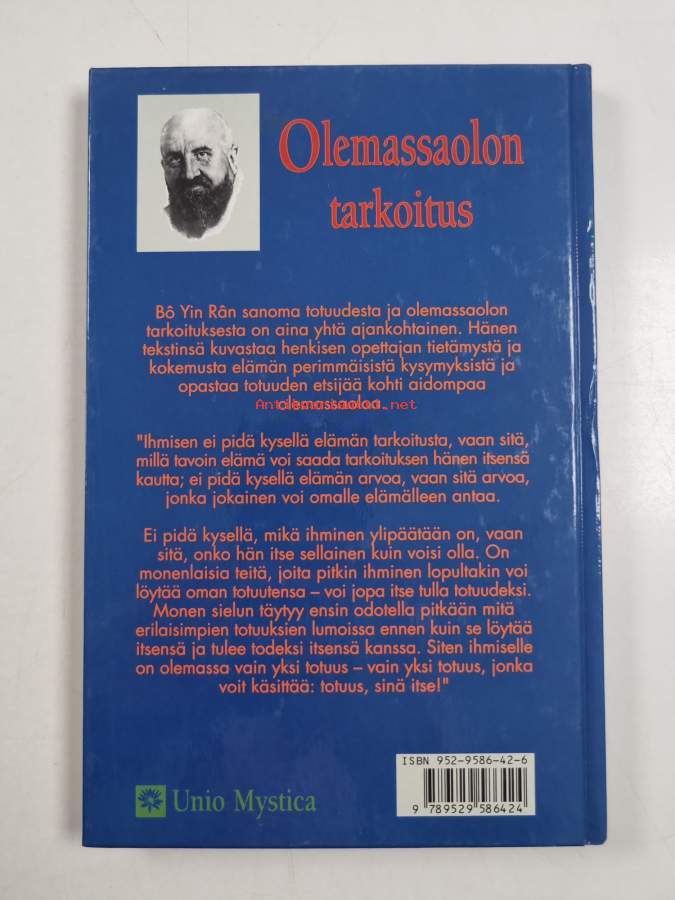 Olemassaolon
tarkoitus
Bô Yin Rân sanoma totuudesta ja olemassaolon
tarkoituksesta on aina yhtä ajankohtainen. Hänen
tekstinsä kuvastaa henkisen opettajan tietämystä ja
kokemusta elämän perimmäisistä kysymyksistä ja
opastaa totuuden etsijää kohti aidompaa
olemassaoloa.
"Ihmisen ei pidä kysellä elämän tarkoitusta, vaan sitä,
millä tavoin elämä voi saada tarkoituksen hänen itsensä
kautta; ei pidä kysellä elämän arvoa, vaan sitä arvoa,
jonka jokainen voi omalle elämälleen antaa.
Ei pidä kysellä, mikä ihminen ylipäätään on, vaan
sitä, onko hän itse sellainen kuin voisi olla. On
monenlaisia teitä, joita pitkin ihminen lopultakin voi
löytää oman totuutensa – voi jopa itse tulla totuudeksi.
Monen sielun täytyy ensin odotella pitkään mitä
erilaisimpien totuuksien lumoissa ennen kuin se löytää
itsensä ja tulee todeksi itsensä kanssa. Siten ihmiselle
on olemassa vain yksi totuus – vain yksi totuus, jonka
voit käsittää: totuus, sinä itse!"
ISBN 952-9586-42-6
9 789529 586424
Unio Mystica